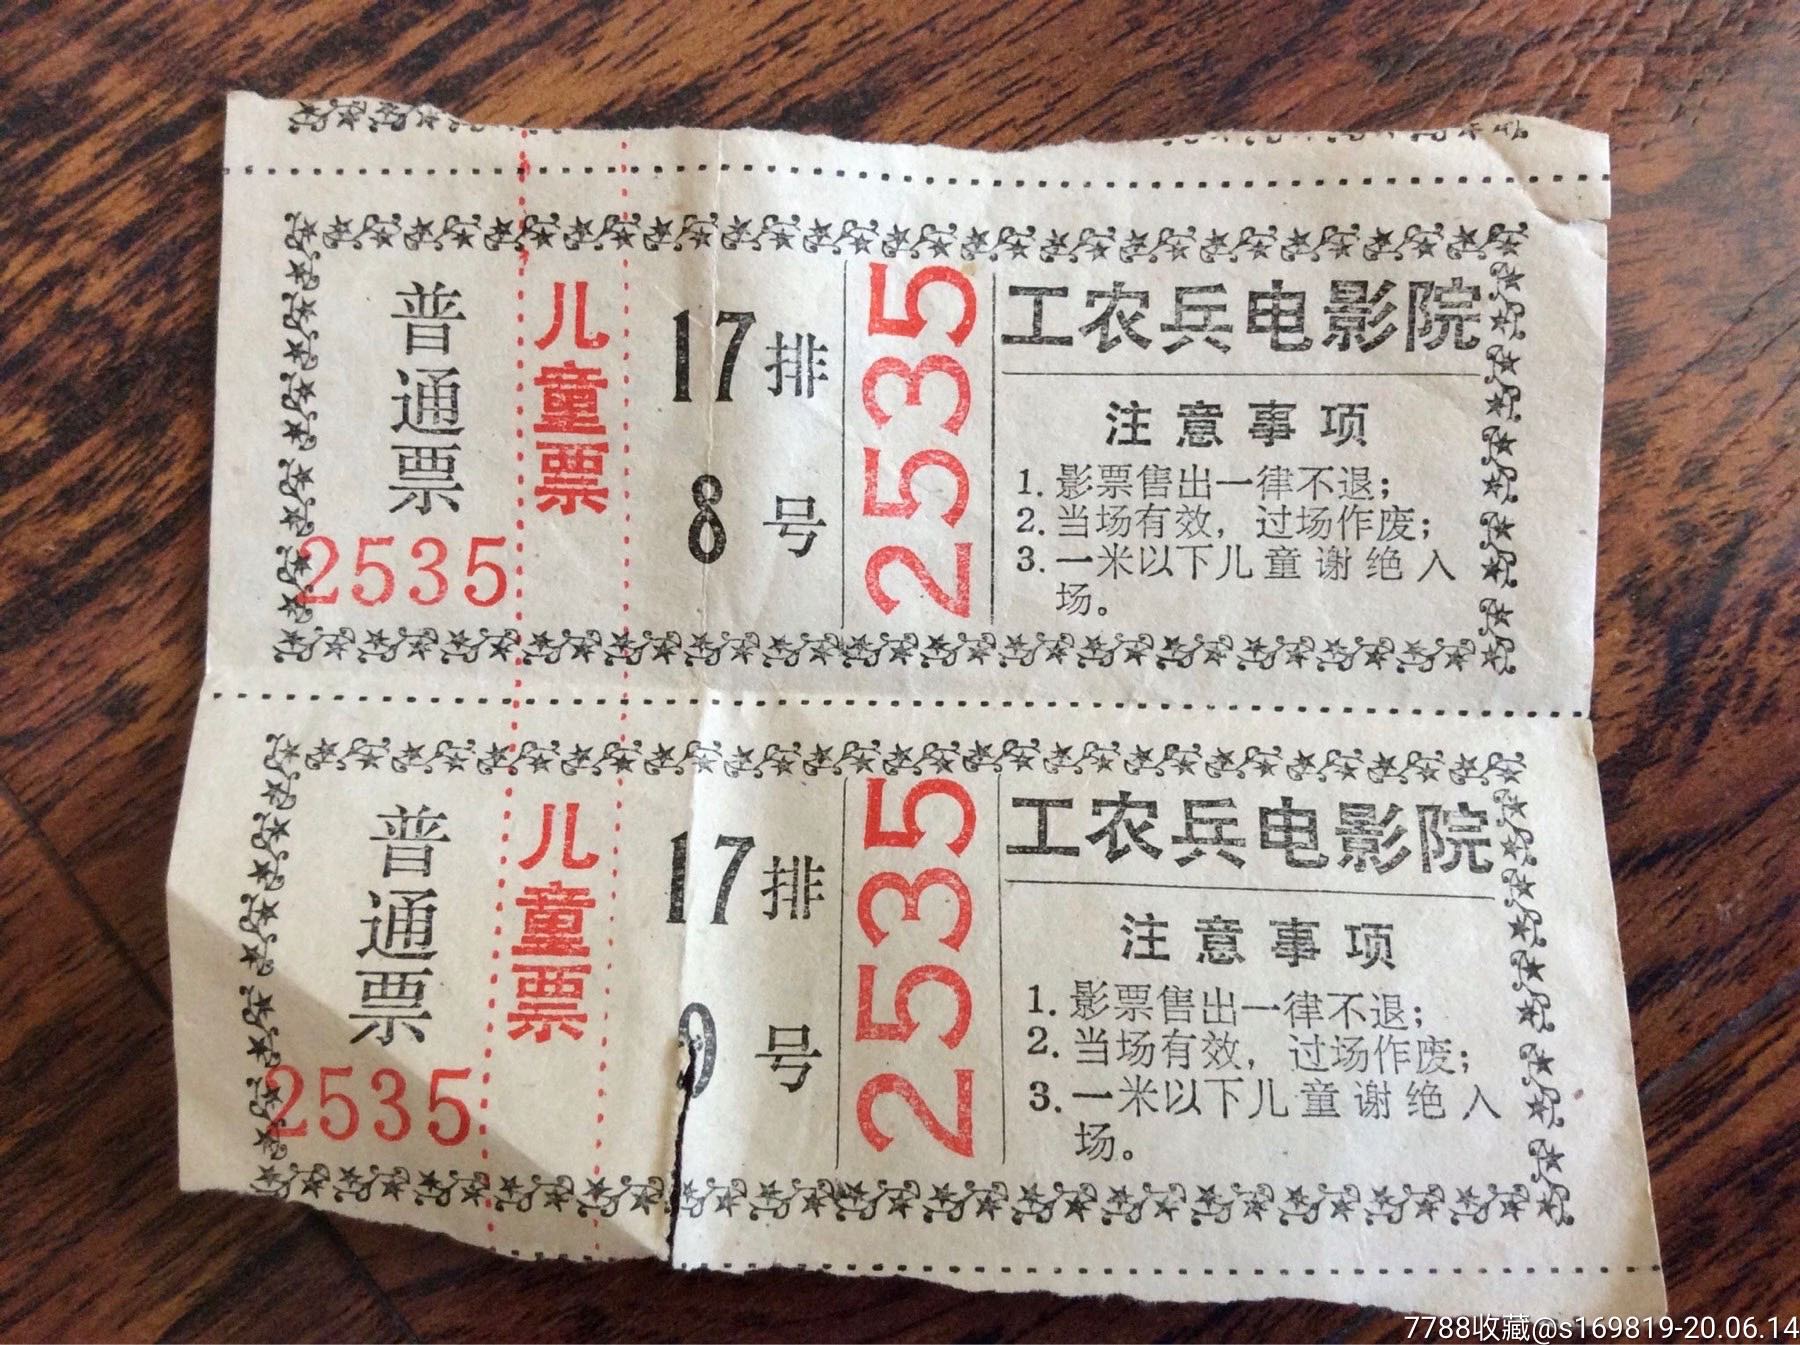 普通票
2535
儿童票
17排
8号
2535
工农兵电影院
注意事项
1. 影票售出一律不退；
2. 当场有效，过场作废；
3. 一米以下儿童谢绝入
场。
普通票
2535
儿童票
17排
9号
2535
工农兵电影院
注意事项
1. 影票售出一律不退；
2. 当场有效，过场作废；
3. 一米以下儿童谢绝入
场。
7788收藏@s169819-20.06.14